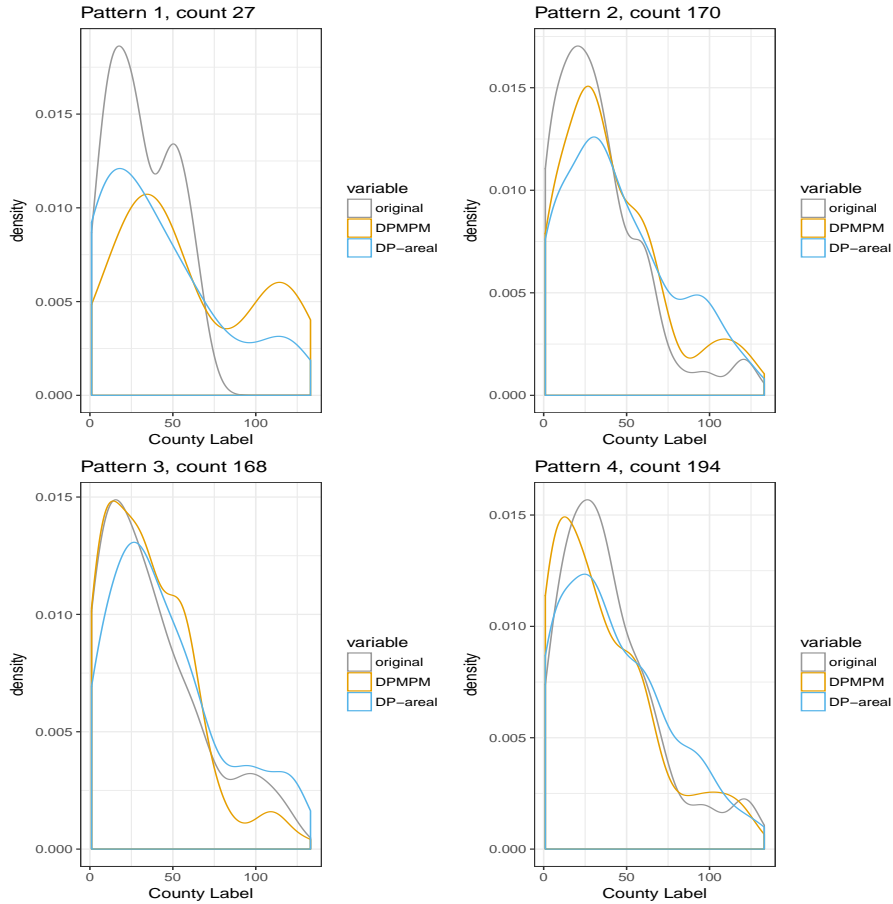 Pattern 1, count 27
0.015
0.010
0.005
0.000
density
0
50
100
County Label
variable
original
DPMPM
DP−areal
Pattern 2, count 170
0.015
0.010
0.005
0.000
density
0
50
100
County Label
variable
original
DPMPM
DP−areal
Pattern 3, count 168
0.015
0.010
0.005
0.000
density
0
50
100
County Label
variable
original
DPMPM
DP−areal
Pattern 4, count 194
0.015
0.010
0.005
0.000
density
0
50
100
County Label
variable
original
DPMPM
DP−areal